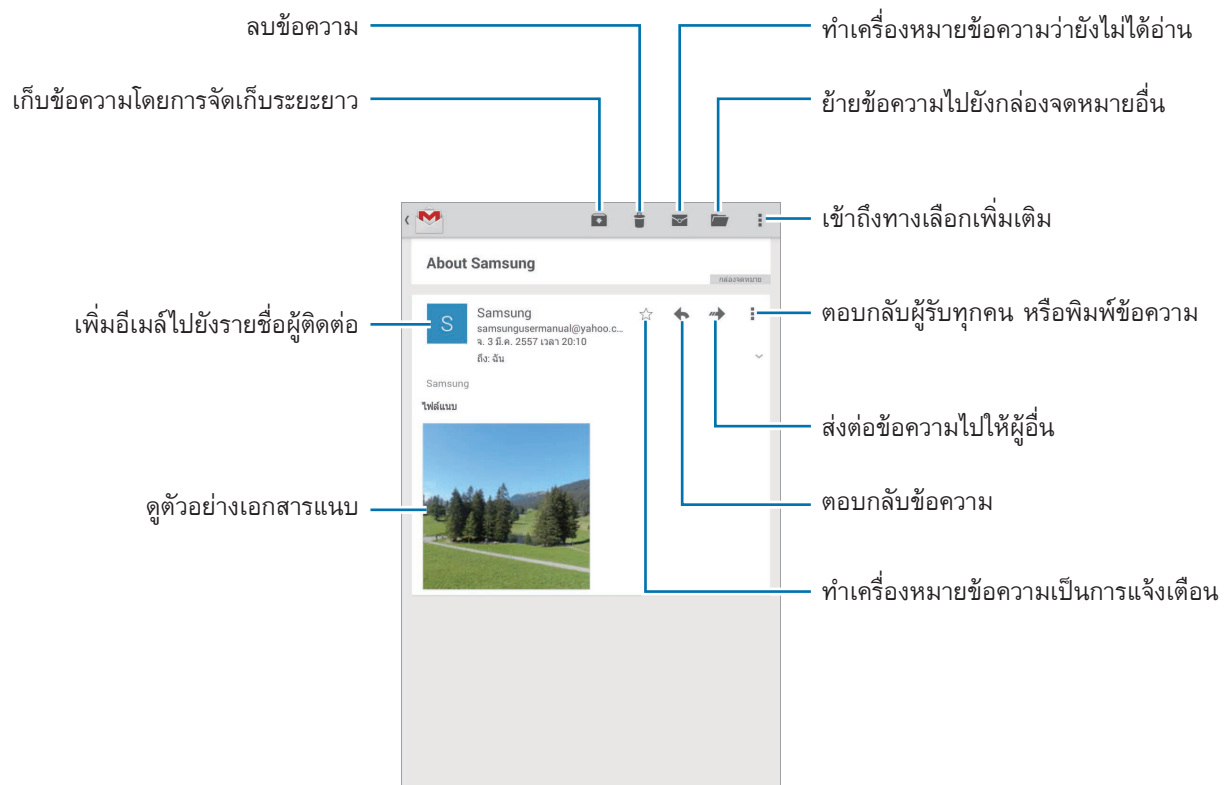 ลบข้อความ
ทำเครื่องหมายข้อความว่ายังไม่ได้อ่าน
เก็บข้อความโดยการจัดเก็บระยะยาว
ย้ายข้อความไปยังกล่องจดหมายอื่น
เข้าถึงทางเลือกเพิ่มเติม
About Samsung
กล่องจดหมาย
เพิ่มอีเมล์ไปยังรายชื่อผู้ติดต่อ
S
Samsung
samsungusermanual@yahoo.c...
จ. 3 มี.ค. 2557 เวลา 20:10
ถึง: ฉัน
ตอบกลับผู้รับทุกคน หรือพิมพ์ข้อความ
Samsung
ไฟล์แนบ
ส่งต่อข้อความไปให้ผู้อื่น
ดูตัวอย่างเอกสารแนบ
ตอบกลับข้อความ
ทำเครื่องหมายข้อความเป็นการแจ้งเตือน